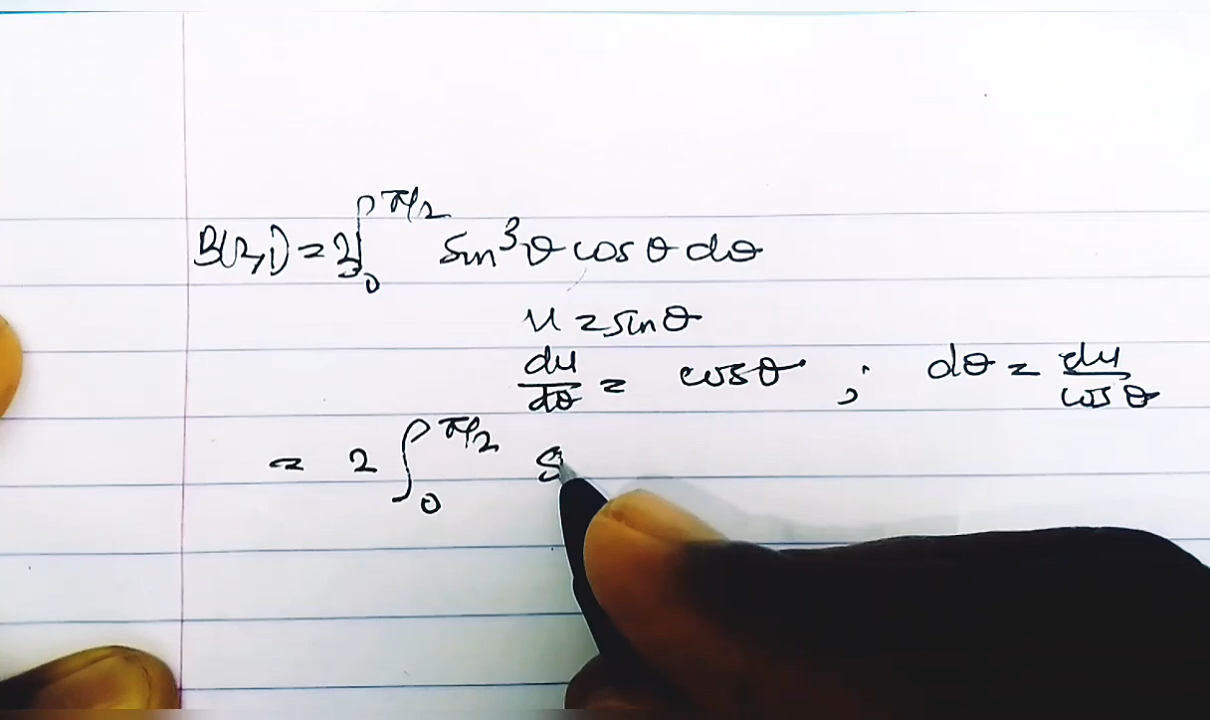 B(2,1) = 2∫₀^π/2 sin³θ cosθ dθ
u = sinθ
du/dθ = cosθ ; dθ = du/cosθ
= 2 ∫₀^π/2 s